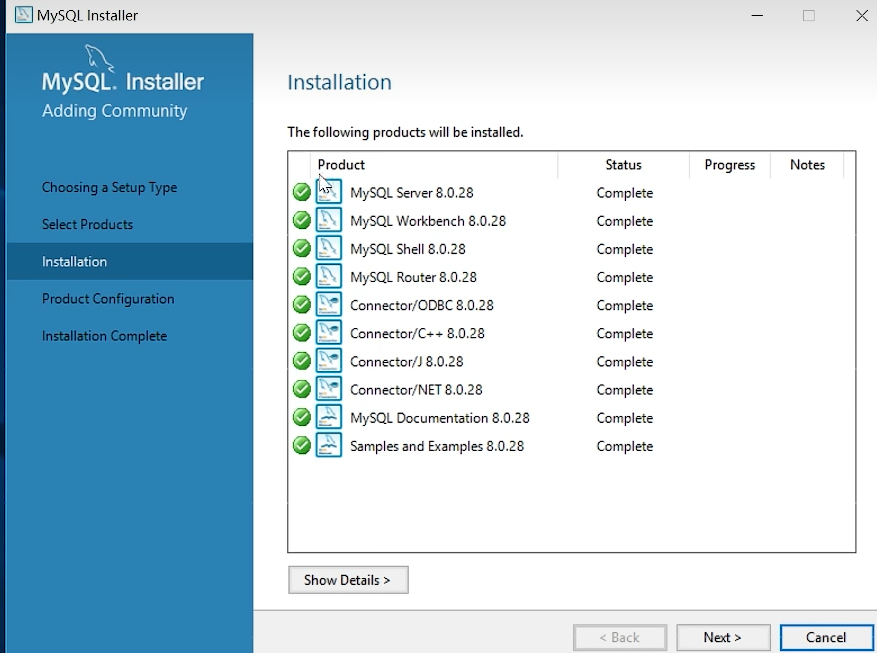 MySQL Installer
MySQL. Installer
Adding Community
Choosing a Setup Type
Select Products
Installation
Product Configuration
Installation Complete
Installation
The following products will be installed.
Product Status Progress Notes
MySQL Server 8.0.28 Complete
MySQL Workbench 8.0.28 Complete
MySQL Shell 8.0.28 Complete
MySQL Router 8.0.28 Complete
Connector/ODBC 8.0.28 Complete
Connector/C++ 8.0.28 Complete
Connector/J 8.0.28 Complete
Connector/NET 8.0.28 Complete
MySQL Documentation 8.0.28 Complete
Samples and Examples 8.0.28 Complete
Show Details >
< Back Next > Cancel